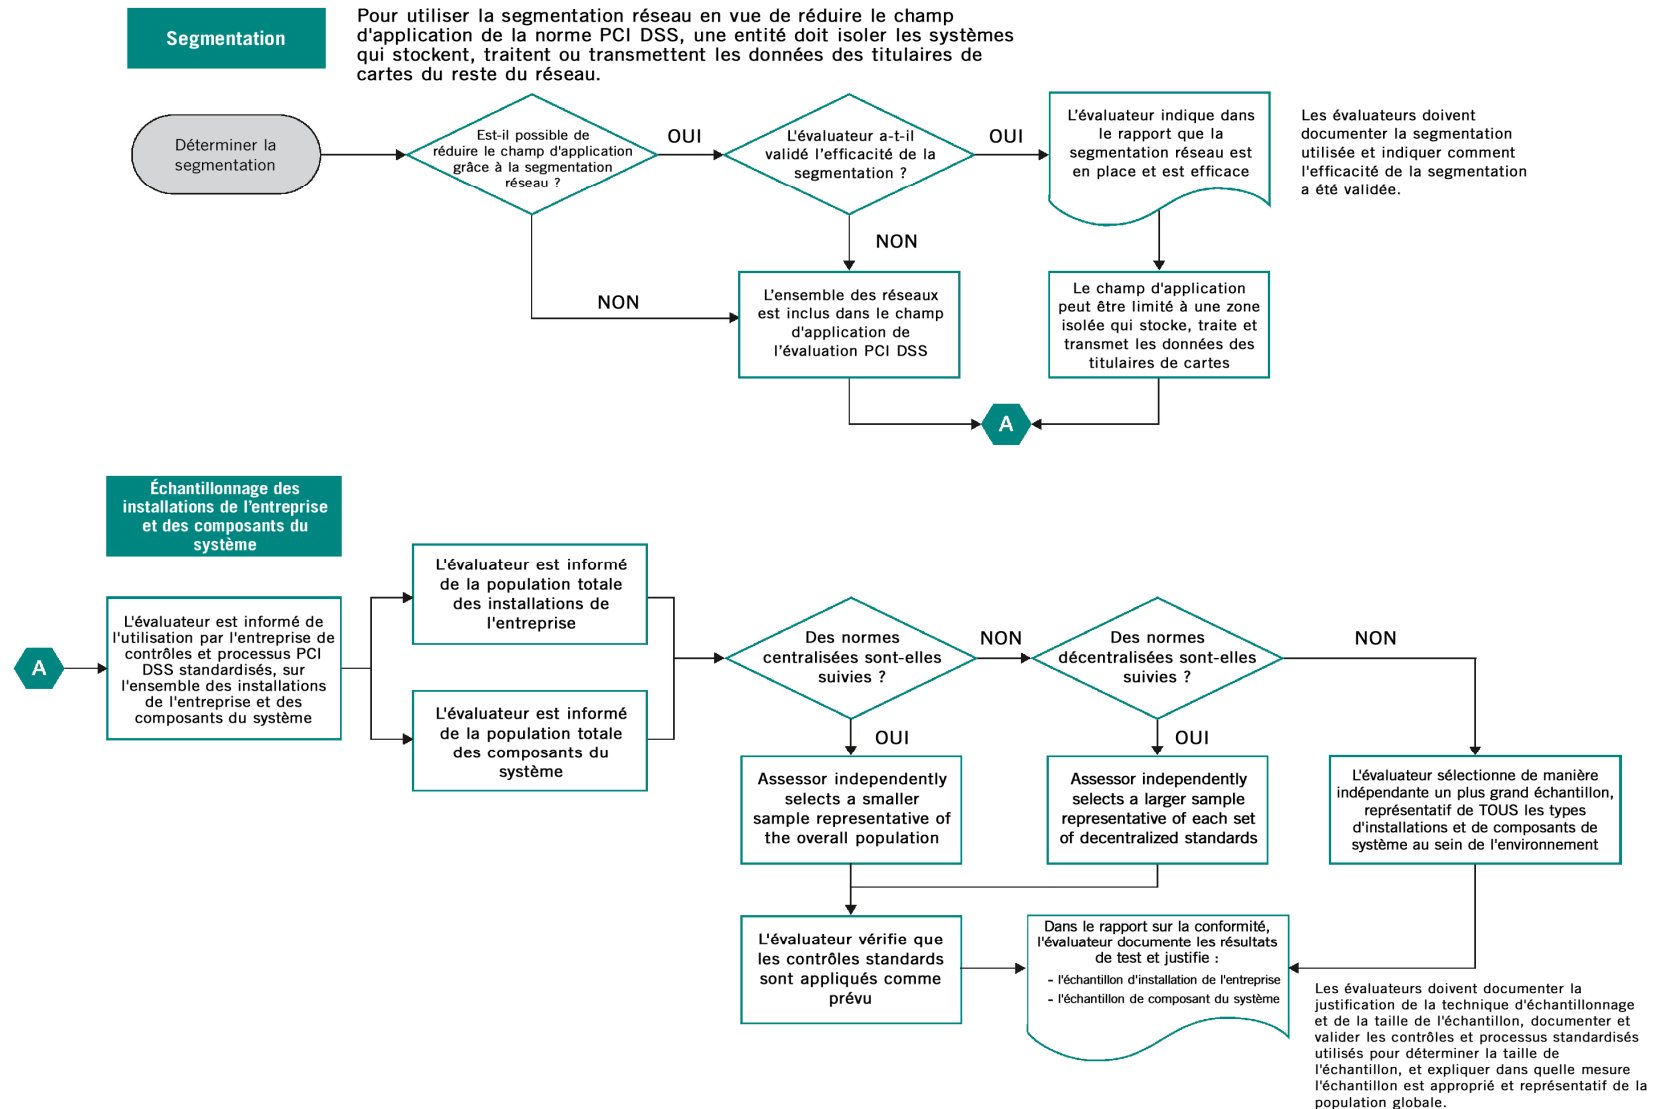 Segmentation
Pour utiliser la segmentation réseau en vue de réduire le champ
d'application de la norme PCI DSS, une entité doit isoler les systèmes
qui stockent, traitent ou transmettent les données des titulaires de
cartes du reste du réseau.
Déterminer la
segmentation
Est-il possible de
réduire le champ d'application
grâce à la segmentation
réseau ?
OUI
L'évaluateur a-t-il
validé l'efficacité de la
segmentation ?
OUI
L'évaluateur indique dans
le rapport que la
segmentation réseau est
en place et est efficace
Les évaluateurs doivent
documenter la segmentation
utilisée et indiquer comment
l'efficacité de la segmentation
a été validée.
NON
NON
L'ensemble des réseaux
est inclus dans le champ
d'application de
l'évaluation PCI DSS
Le champ d'application
peut être limité à une zone
isolée qui stocke, traite et
transmet les données des
titulaires de cartes
A
Échantillonnage des
installations de l'entreprise
et des composants du
système
A
L'évaluateur est informé de
l'utilisation par l'entreprise de
contrôles et processus PCI
DSS standardisés, sur
l'ensemble des installations
de l'entreprise et des
composants du système
L'évaluateur est informé
de la population totale
des installations de
l'entreprise
L'évaluateur est informé
de la population totale
des composants du
système
Des normes
centralisées sont-elles
suivies ?
NON
Des normes
décentralisées sont-elles
suivies ?
NON
OUI
OUI
Assessor independently
selects a smaller
sample representative of
the overall population
Assessor independently
selects a larger sample
representative of each set
of decentralized standards
L'évaluateur sélectionne de manière
indépendante un plus grand échantillon,
représentatif de TOUS les types
d'installations et de composants de
système au sein de l'environnement
L'évaluateur vérifie que
les contrôles standards
sont appliqués comme
prévu
Dans le rapport sur la conformité,
l'évaluateur documente les résultats
de test et justifie :
- l'échantillon d'installation de l'entreprise
- l'échantillon de composant du système
Les évaluateurs doivent documenter la
justification de la technique d'échantillonnage
et de la taille de l'échantillon, documenter et
valider les contrôles et processus standardisés
utilisés pour déterminer la taille de
l'échantillon, et expliquer dans quelle mesure
l'échantillon est approprié et représentatif de la
population globale.